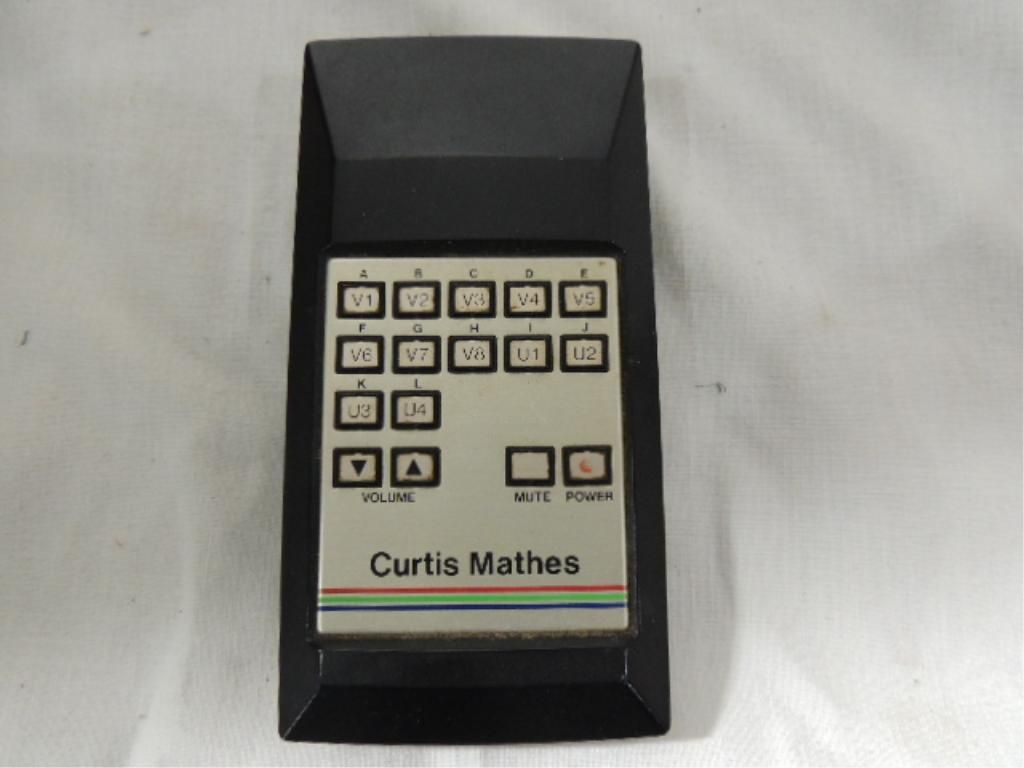 A B C D E
V1 V2 V3 V4 V5
F G H I J
V6 V7 V8 U1 U2
K L
U3 U4
VOLUME MUTE POWER
Curtis Mathes